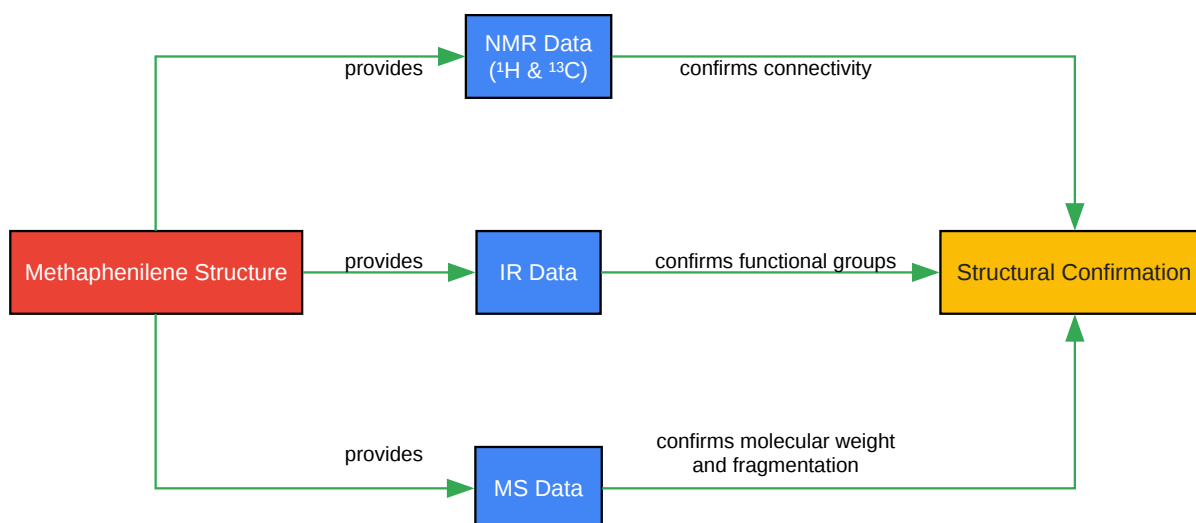 NMR Data
(¹H & ¹³C)
provides
confirms connectivity
Methaphenilene Structure
provides
IR Data
confirms functional groups
Structural Confirmation
provides
MS Data
confirms molecular weight
and fragmentation